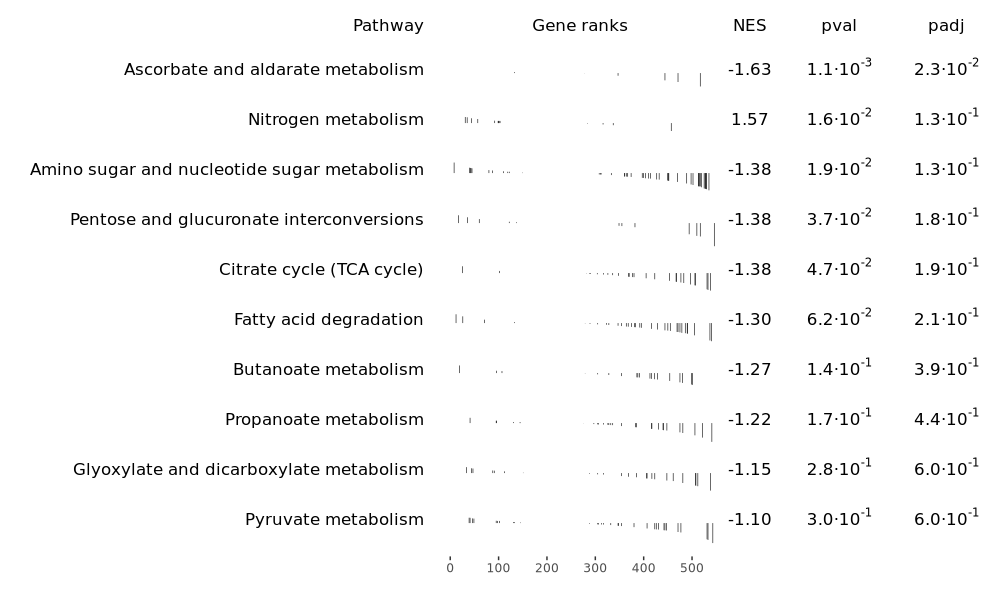 Pathway Gene ranks NES pval padj
Ascorbate and aldarate metabolism -1.63 1.1·10⁻³ 2.3·10⁻²
Nitrogen metabolism 1.57 1.6·10⁻² 1.3·10⁻¹
Amino sugar and nucleotide sugar metabolism -1.38 1.9·10⁻² 1.3·10⁻¹
Pentose and glucuronate interconversions -1.38 3.7·10⁻² 1.8·10⁻¹
Citrate cycle (TCA cycle) -1.38 4.7·10⁻² 1.9·10⁻¹
Fatty acid degradation -1.30 6.2·10⁻² 2.1·10⁻¹
Butanoate metabolism -1.27 1.4·10⁻¹ 3.9·10⁻¹
Propanoate metabolism -1.22 1.7·10⁻¹ 4.4·10⁻¹
Glyoxylate and dicarboxylate metabolism -1.15 2.8·10⁻¹ 6.0·10⁻¹
Pyruvate metabolism -1.10 3.0·10⁻¹ 6.0·10⁻¹
0 100 200 300 400 500